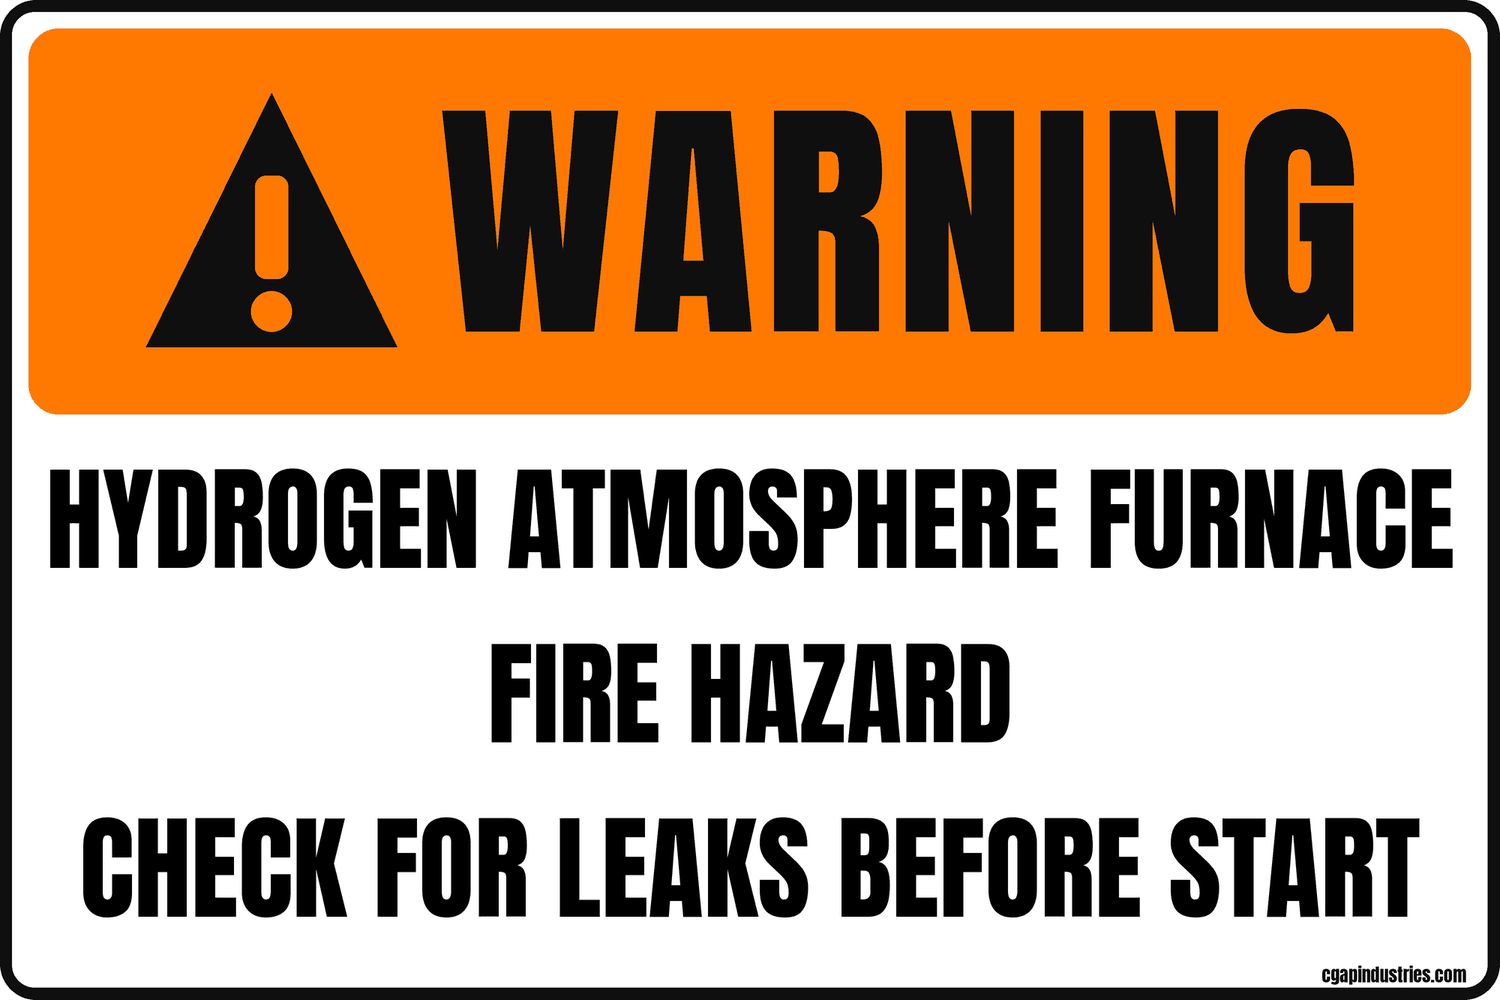 WARNING
HYDROGEN ATMOSPHERE FURNACE
FIRE HAZARD
CHECK FOR LEAKS BEFORE START
cgapindustries.com